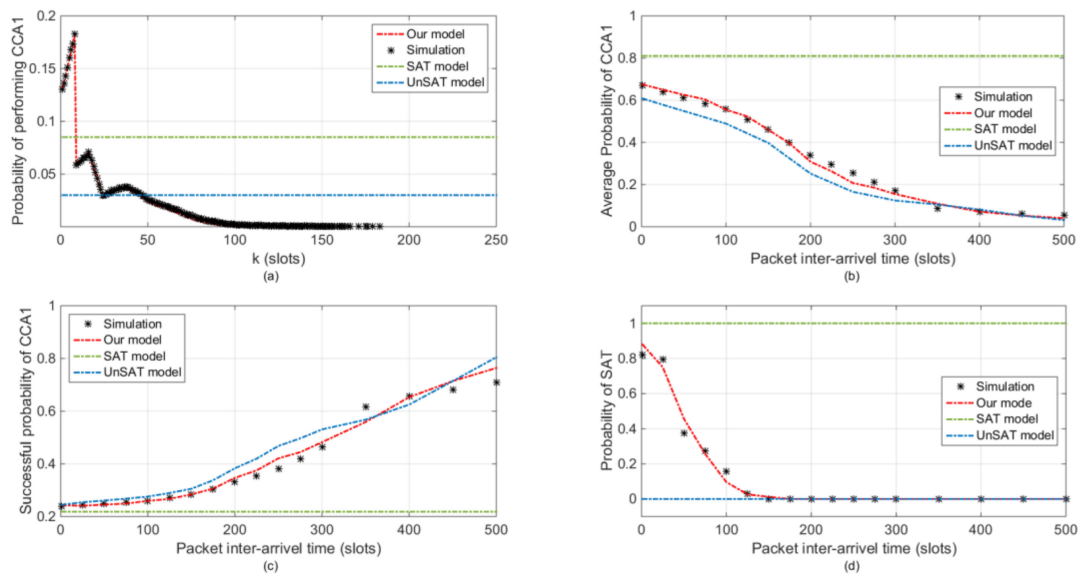 0.2
0.15
0.1
0.05
0
50
100
150
200
250
Probability of performing CCA1
k (slots)
(a)
Our model
Simulation
SAT model
UnSAT model
1
0.8
0.6
0.4
0.2
0
0
100
200
300
400
500
Average Probability of CCA1
Packet inter-arrivel time (slots)
(b)
Simulation
Our model
SAT model
UnSAT model
1
0.8
0.6
0.4
0.2
0
100
200
300
400
500
Successful probability of CCA1
Packet inter-arrivel time (slots)
(c)
Simulation
Our model
SAT model
UnSAT model
1
0.8
0.6
0.4
0.2
0
0
100
200
300
400
500
Probability of SAT
Packet inter-arrivel time (slots)
(d)
Simulation
Our mode
SAT model
UnSAT model